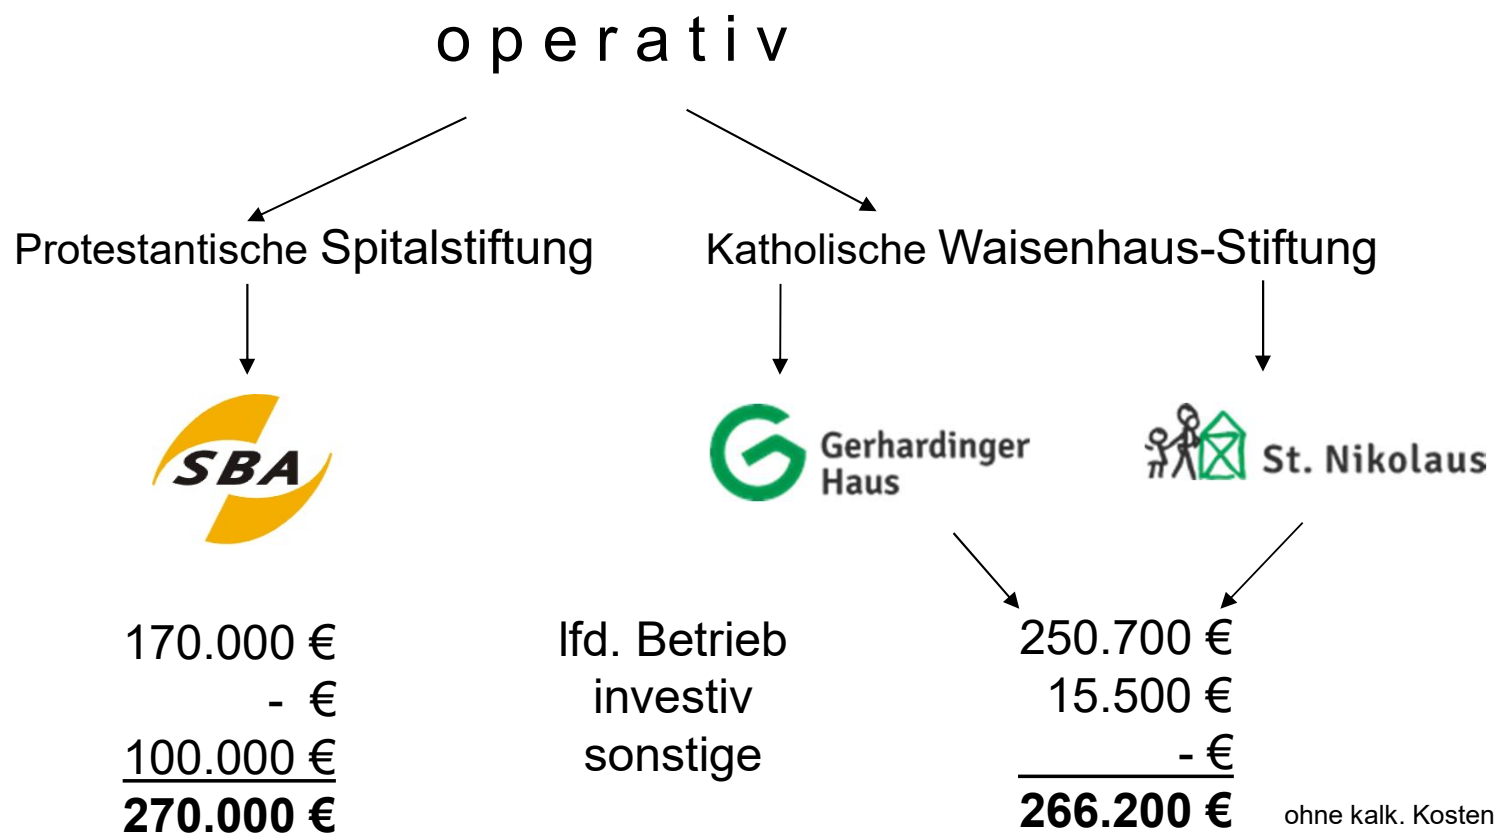 o p e r a t i v
Protestantische Spitalstiftung
Katholische Waisenhaus-Stiftung
SBA
Gerhardinger
Haus
St. Nikolaus
170.000 € lfd. Betrieb 250.700 €
- € investiv 15.500 €
100.000 € sonstige - €
270.000 € 266.200 € ohne kalk. Kosten